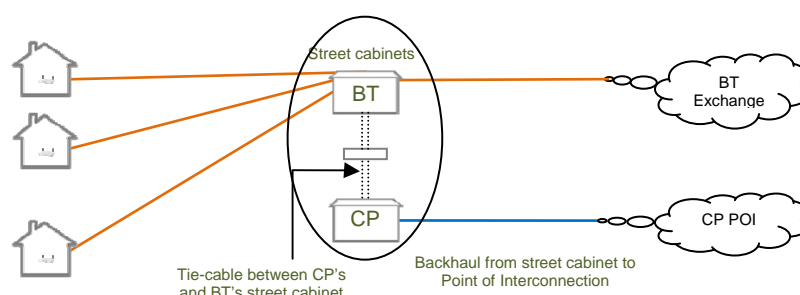 Street cabinets
BT
BT
Exchange
CP
CP POI
Tie-cable between CP's
and BT's street cabinet
Backhaul from street cabinet to
Point of Interconnection